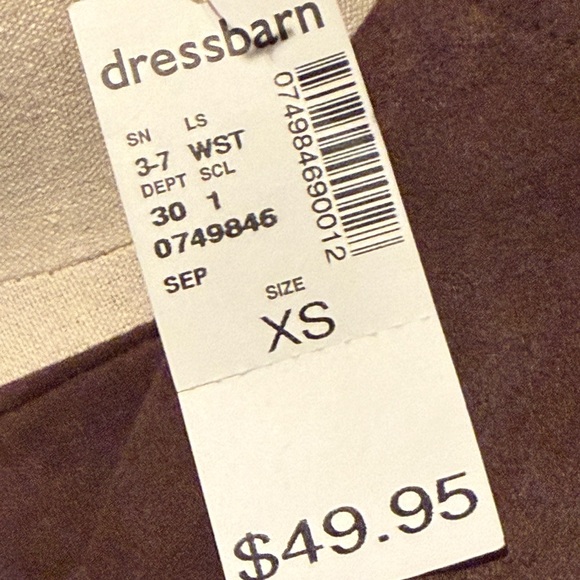 dressbarn
SN LS
3-7 WST
DEPT SCL
30 1
0749846
SEP
074984690012
SIZE
XS
$49.95